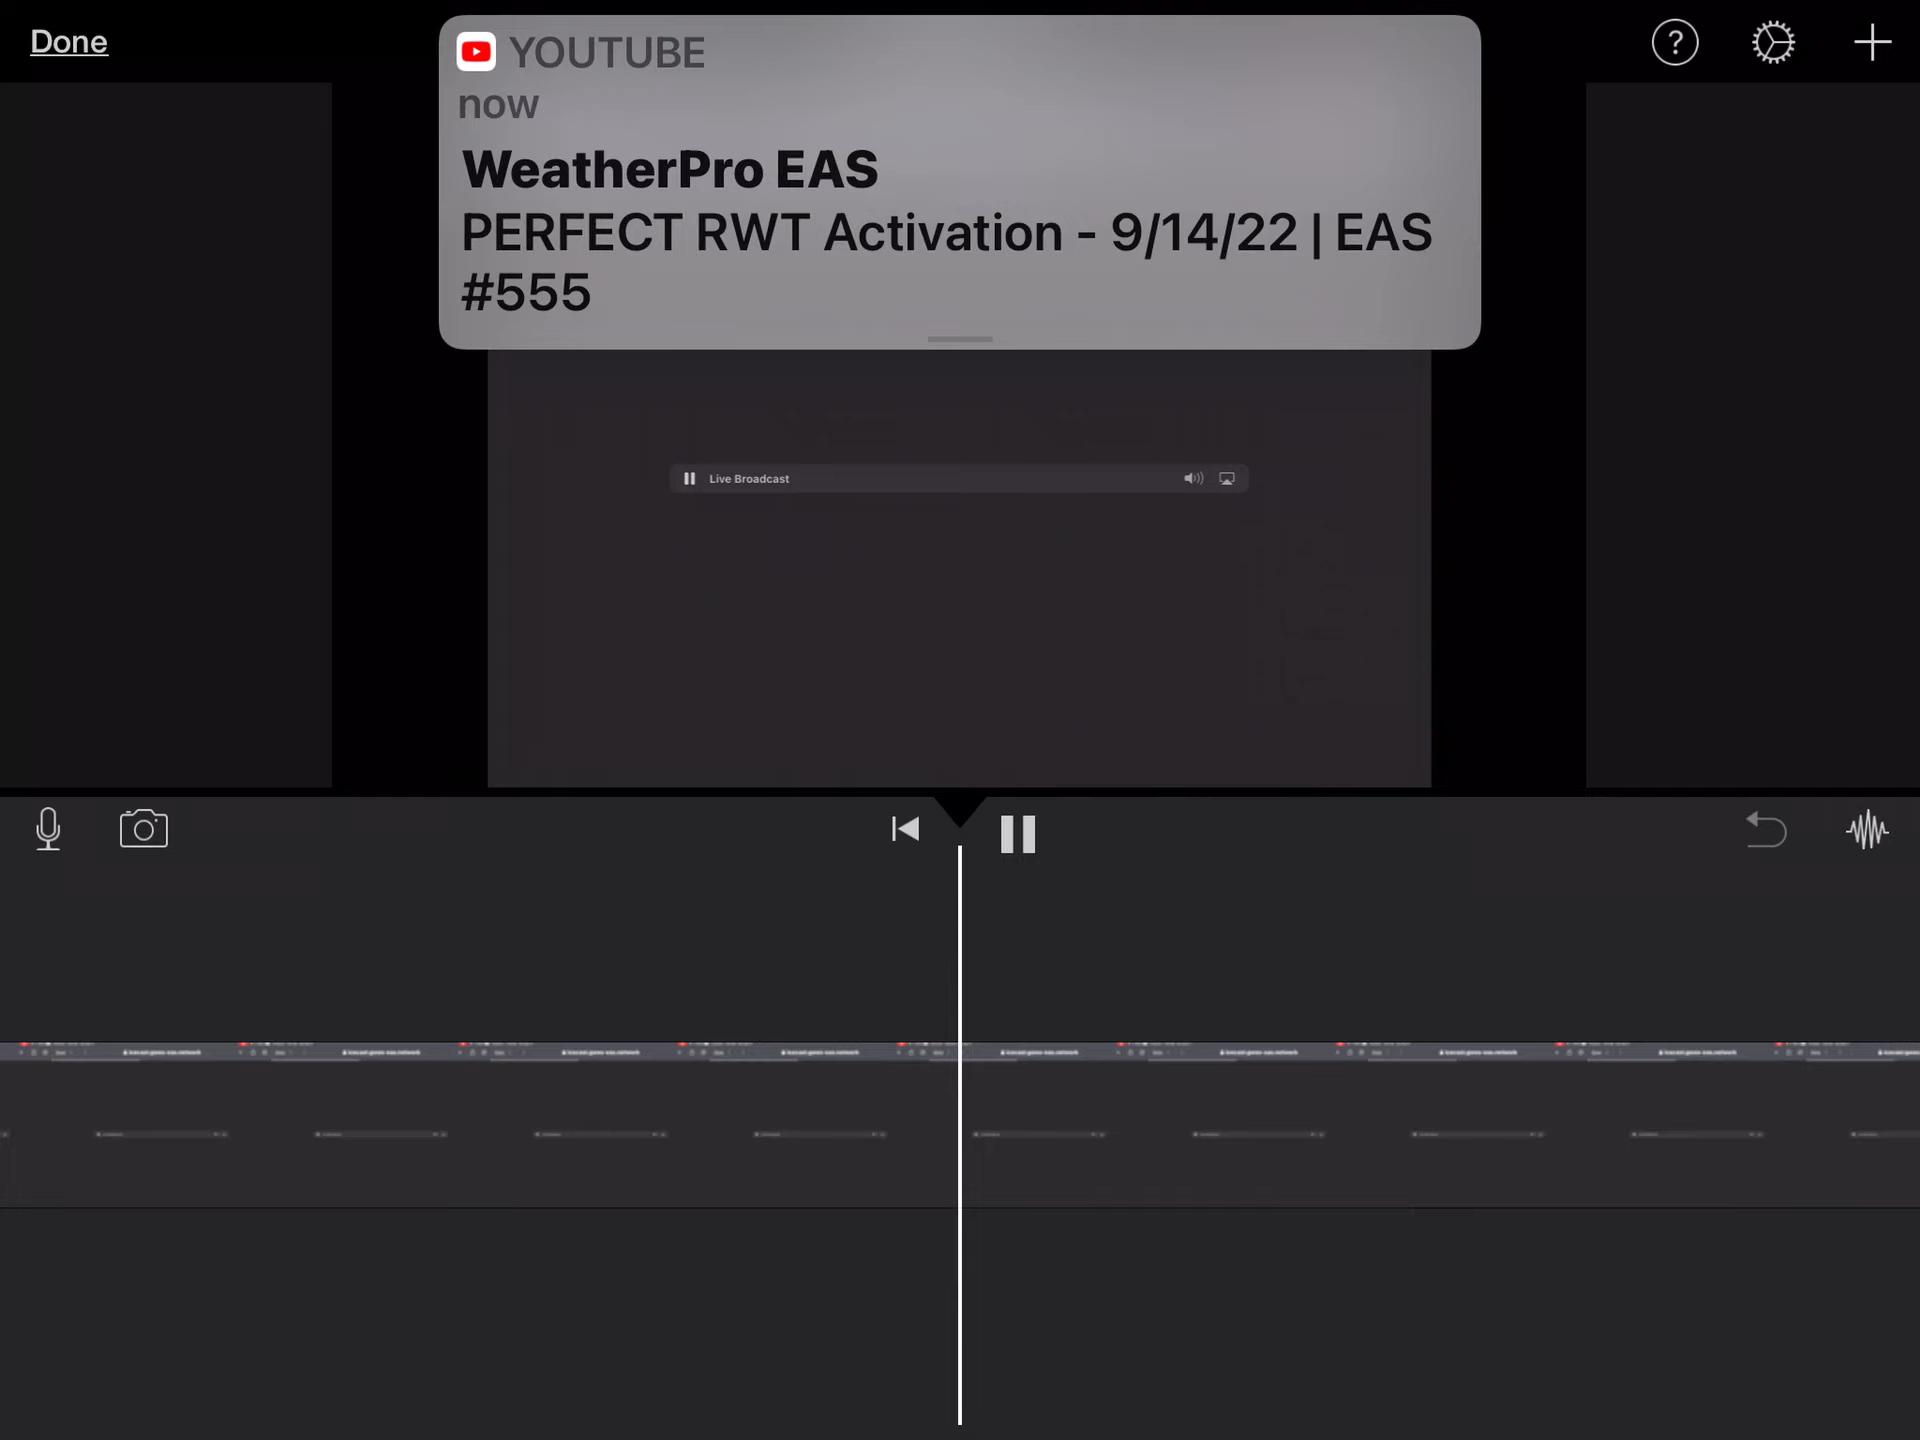 Done
YOUTUBE
now
WeatherPro EAS
PERFECT RWT Activation - 9/14/22 | EAS
#555
Live Broadcast